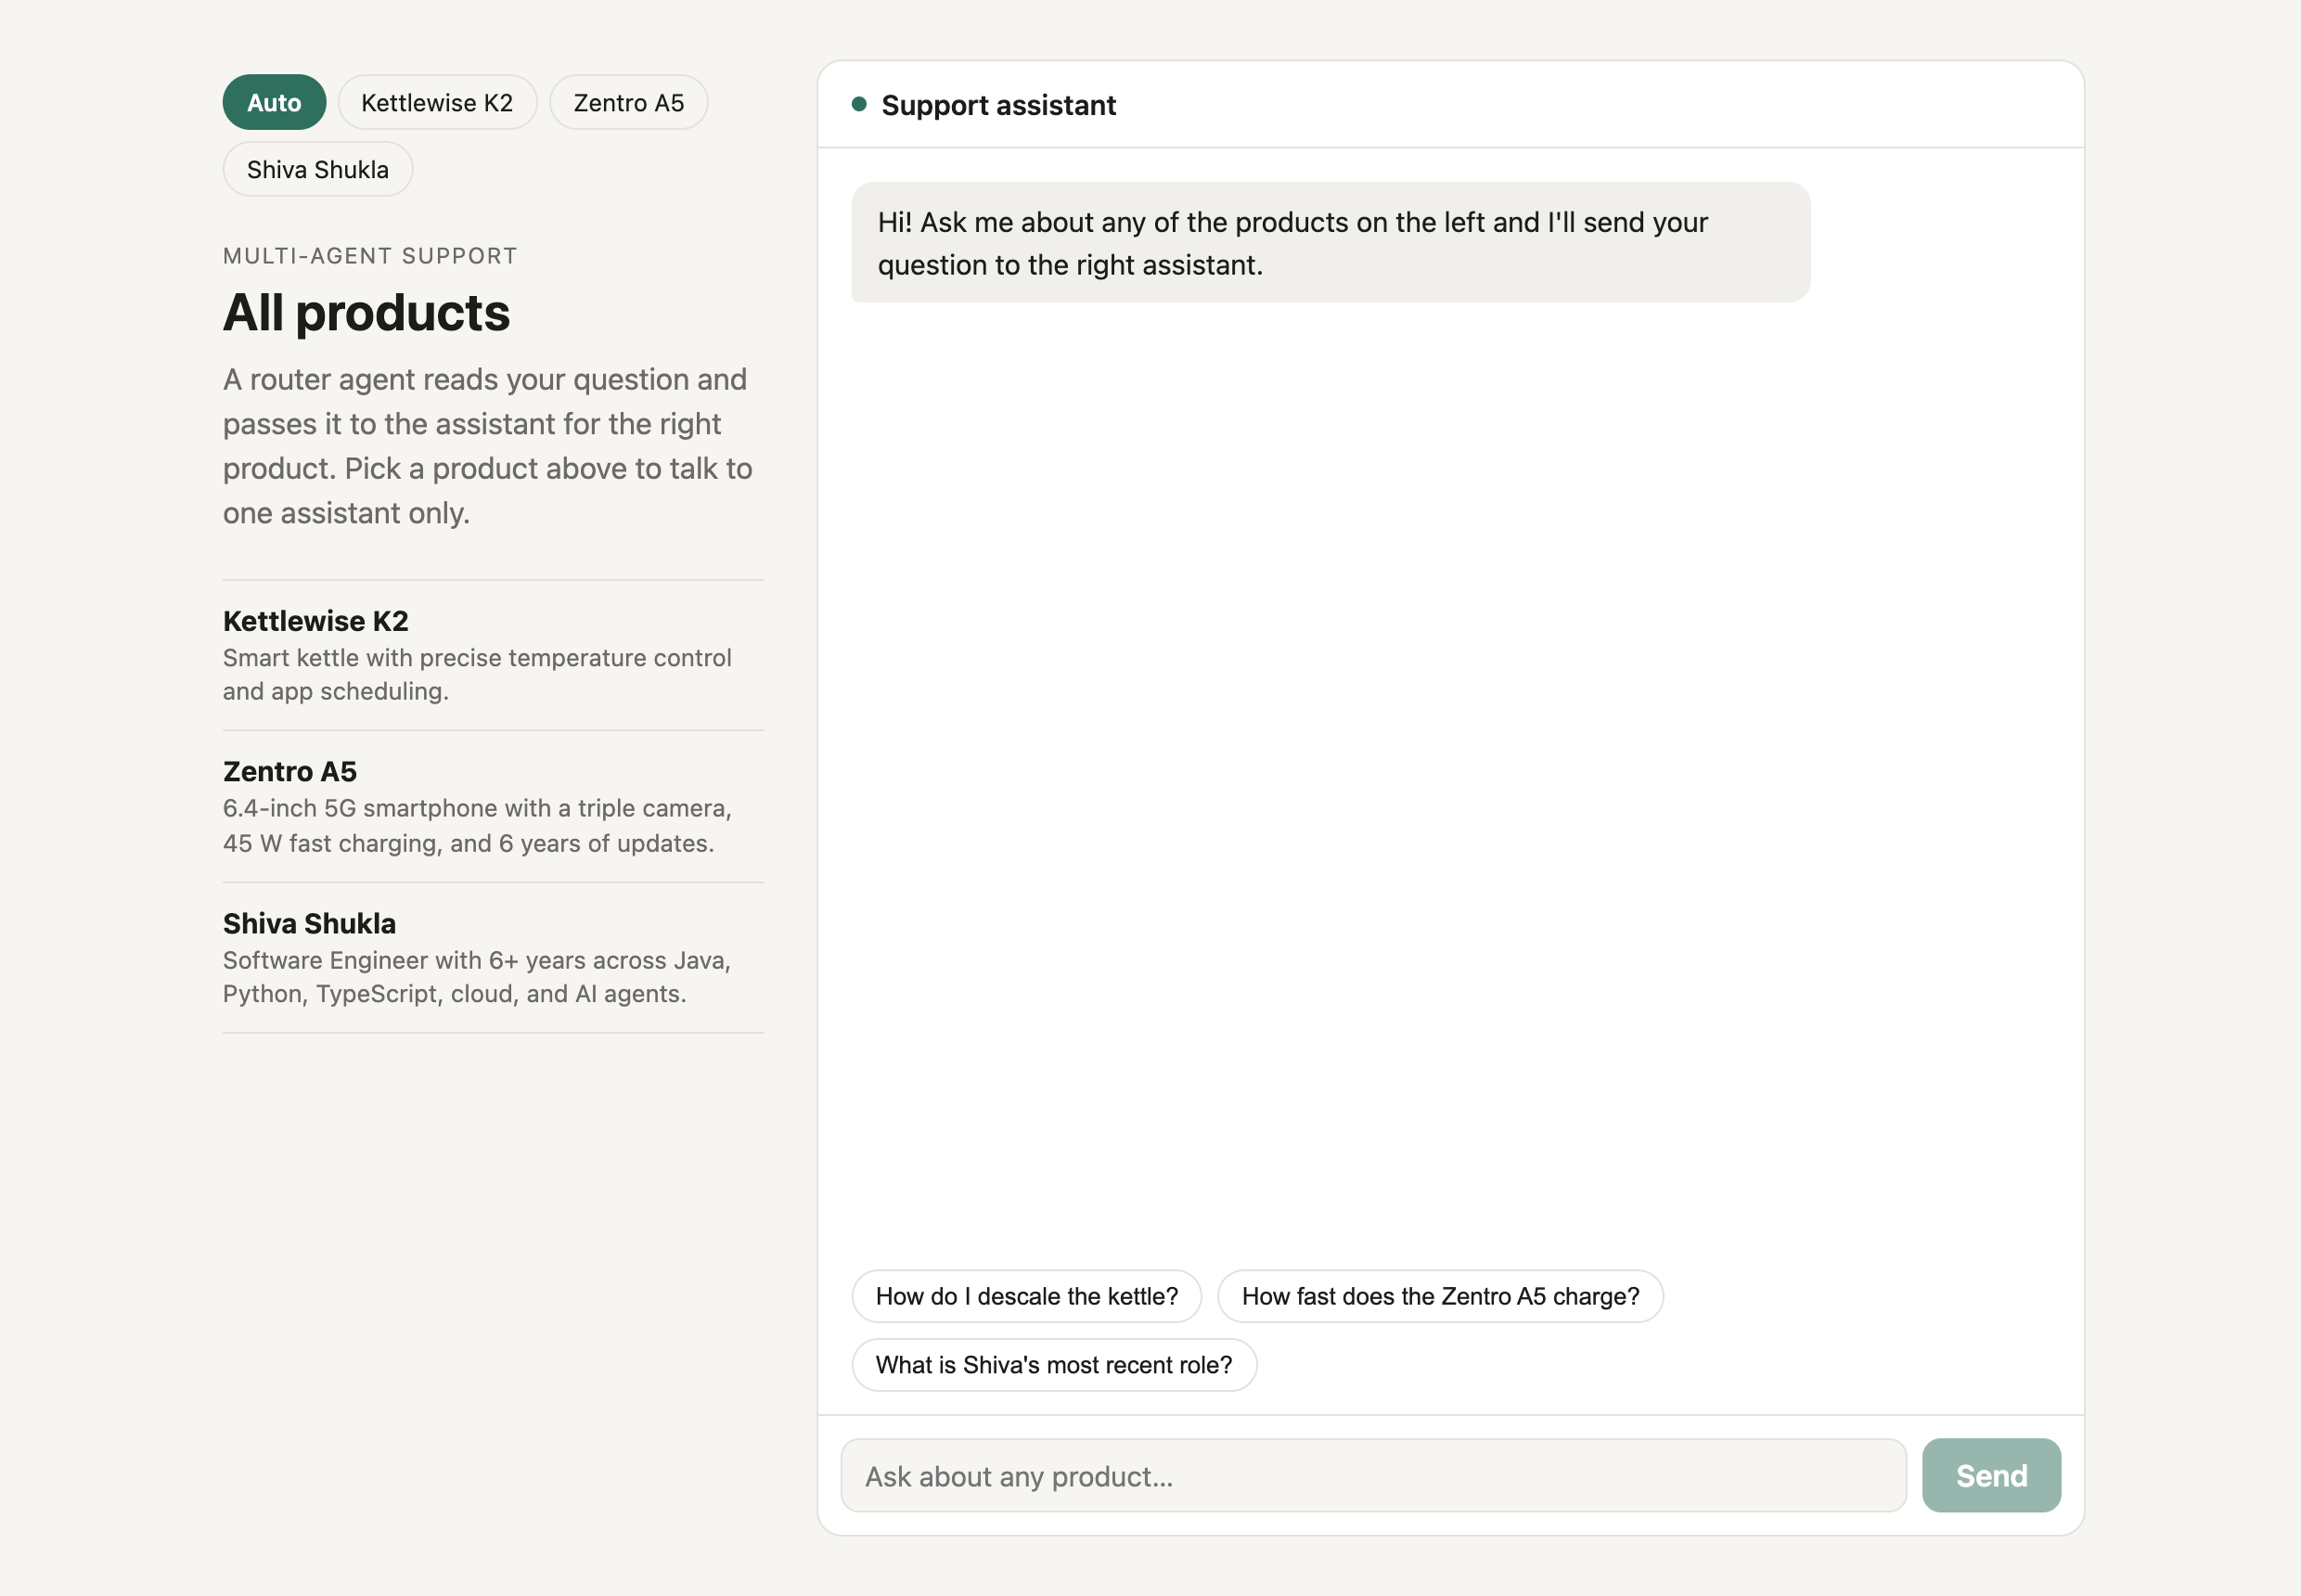 Auto
Kettlewise K2
Zentro A5
Shiva Shukla
MULTI-AGENT SUPPORT
All products
A router agent reads your question and
passes it to the assistant for the right
product. Pick a product above to talk to
one assistant only.
Kettlewise K2
Smart kettle with precise temperature control
and app scheduling.
Zentro A5
6.4-inch 5G smartphone with a triple camera,
45 W fast charging, and 6 years of updates.
Shiva Shukla
Software Engineer with 6+ years across Java,
Python, TypeScript, cloud, and AI agents.
Support assistant
Hi! Ask me about any of the products on the left and I'll send your
question to the right assistant.
How do I descale the kettle?
How fast does the Zentro A5 charge?
What is Shiva's most recent role?
Ask about any product...
Send